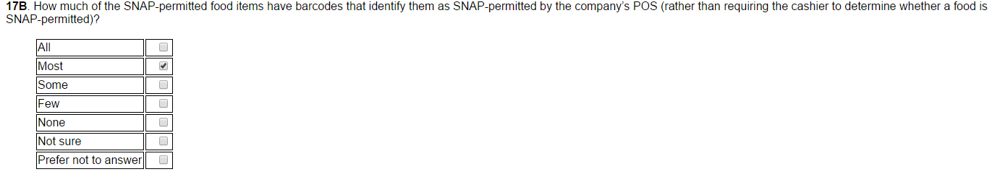 17B. How much of the SNAP-permitted food items have barcodes that identify them as SNAP-permitted by the company's POS (rather than requiring the cashier to determine whether a food is
SNAP-permitted)?
All
Most
Some
Few
None
Not sure
Prefer not to answer